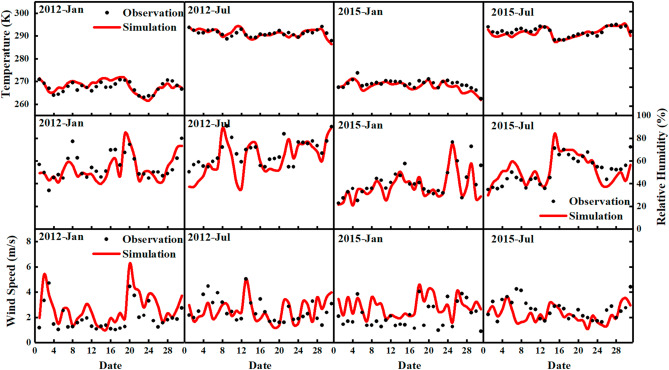 2012-Jan
Observation
Simulation
2012-Jul
2015-Jan
2015-Jul
Temperature (K)
300
290
280
270
260
2012-Jan
2012-Jul
2015-Jan
2015-Jul
Observation
Simulation
100
80
60
40
20
0
Relative Humidity (%)
2012-Jan
Observation
Simulation
2012-Jul
Observation
Simulation
2015-Jan
2015-Jul
Wind Speed (m/s)
8
6
4
2
0
0 4 8 12 16 20 24 28 0 4 8 12 16 20 24 28 0 4 8 12 16 20 24 28 0 4 8 12 16 20 24 28
Date Date Date Date